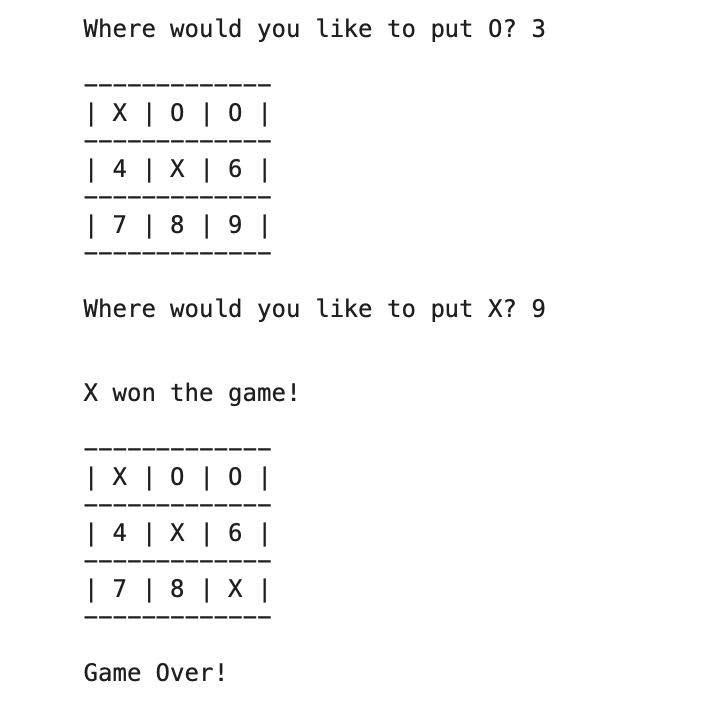 Where would you like to put O? 3
-------------
| X | O | O |
-------------
| 4 | X | 6 |
-------------
| 7 | 8 | 9 |
-------------
Where would you like to put X? 9
X won the game!
-------------
| X | O | O |
-------------
| 4 | X | 6 |
-------------
| 7 | 8 | X |
-------------
Game Over!